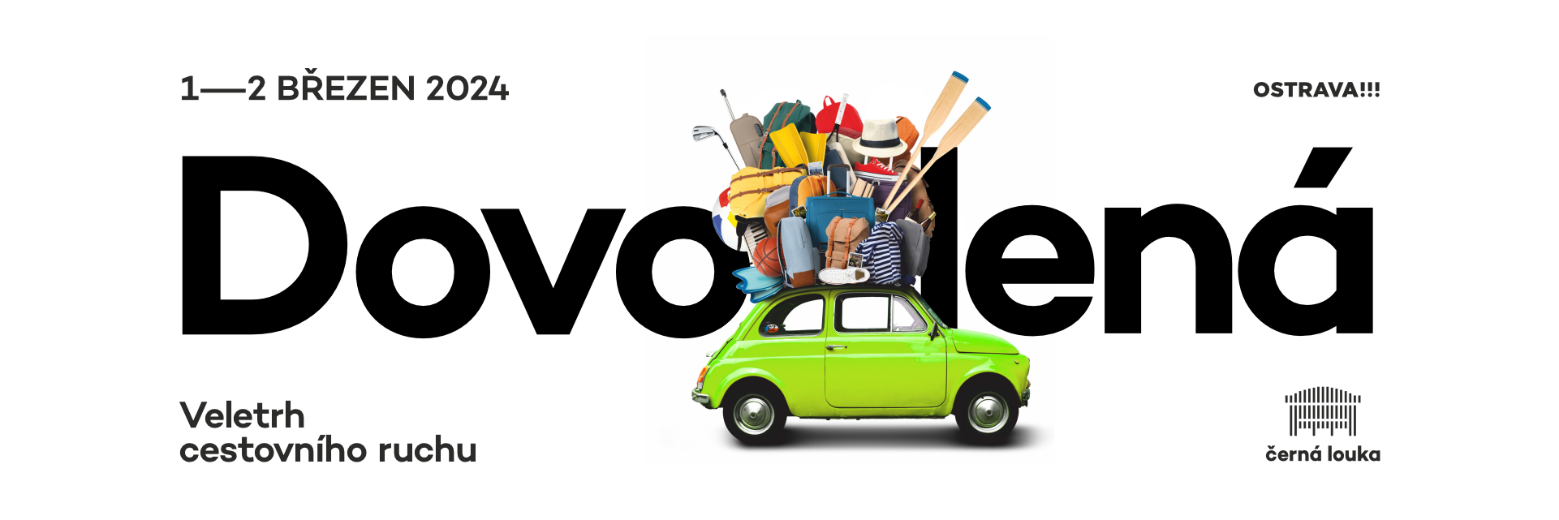 1—2 BŘEZEN 2024
OSTRAVA!!!
Dovolená
Veletrh
cestovního ruchu
černá louka